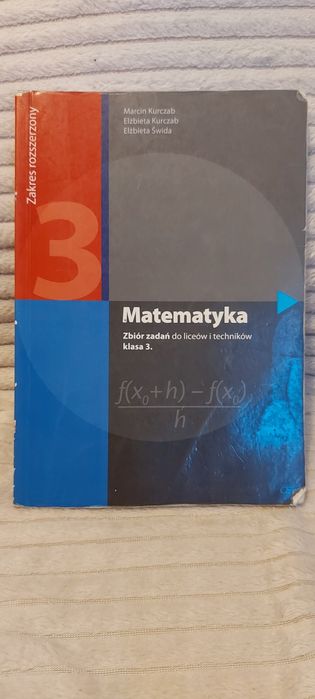 Zakres rozszerzony
Marcin Kurczab
Elżbieta Kurczab
Elżbieta Świda
3
Matematyka
Zbiór zadań do liceów i techników
klasa 3.
f(x₀+h) – f(x₀)
h